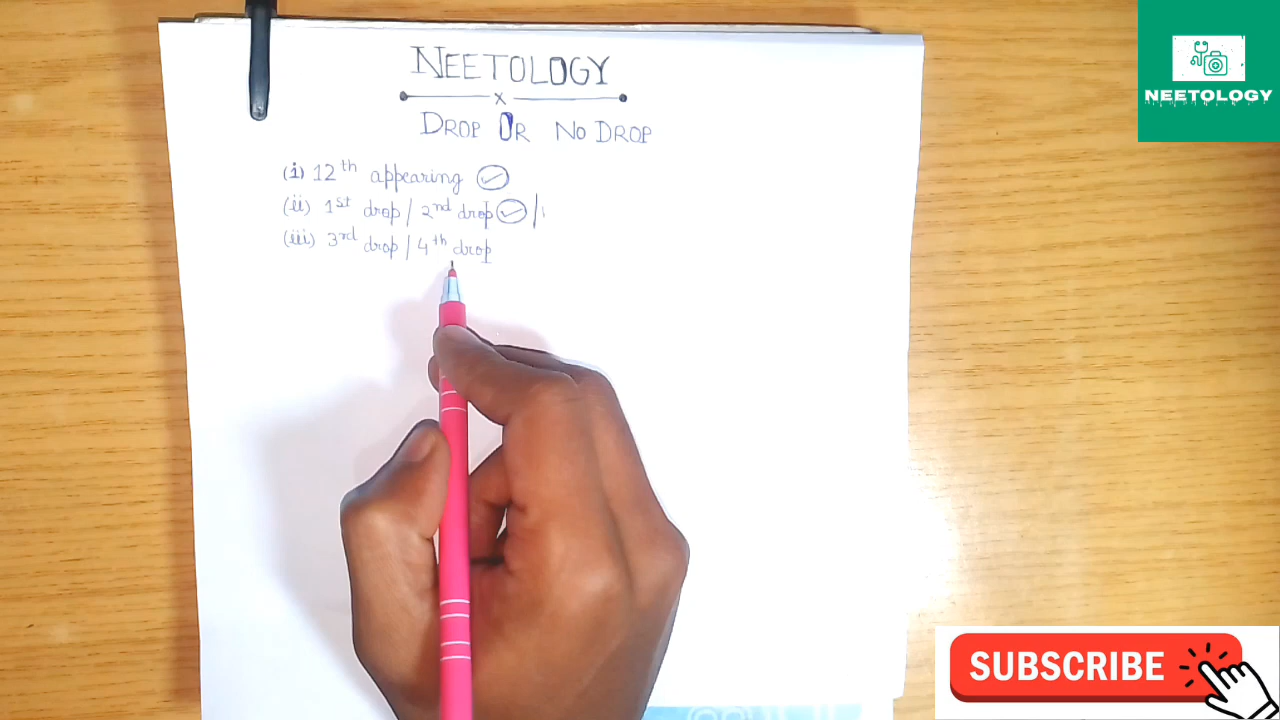 NEETOLOGY
x
DROP OR NO DROP
(i) 12th appearing
(ii) 1st drop / 2nd drop
(iii) 3rd drop / 4th drop
NEETOLOGY
SUBSCRIBE